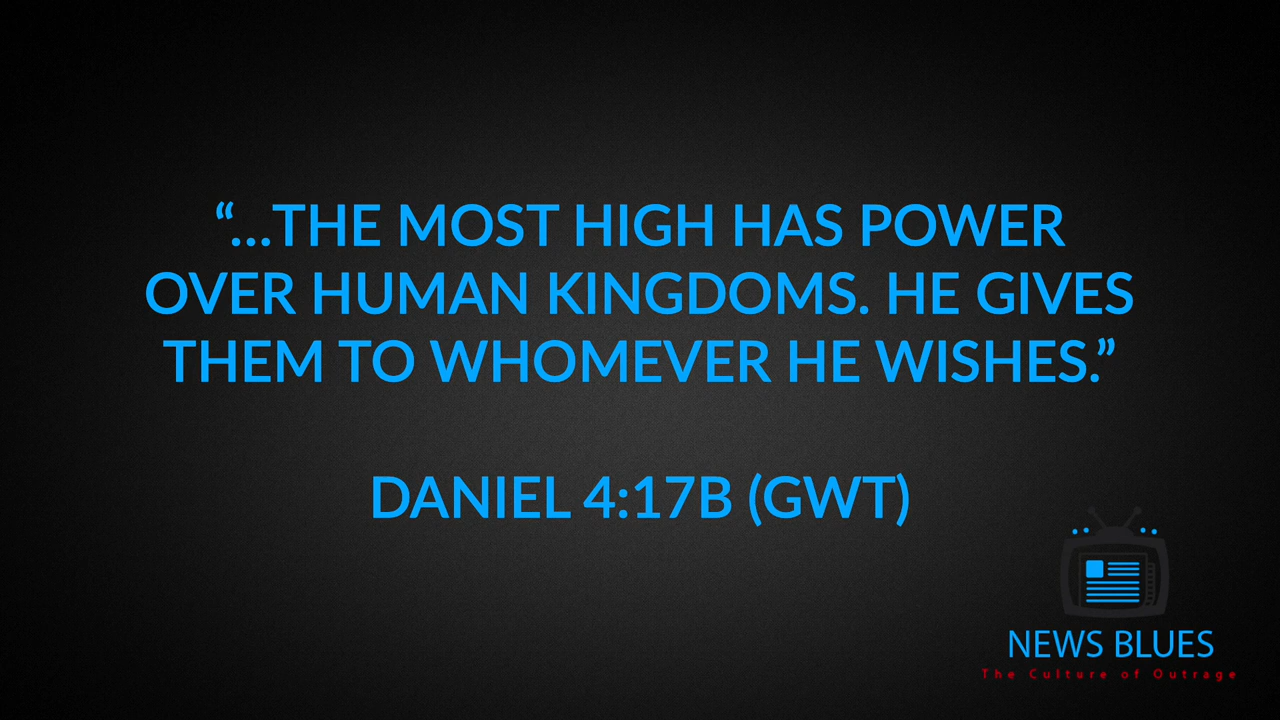 “...THE MOST HIGH HAS POWER
OVER HUMAN KINGDOMS. HE GIVES
THEM TO WHOMEVER HE WISHES.”
DANIEL 4:17B (GWT)
NEWS BLUES
The Culture of Outrage